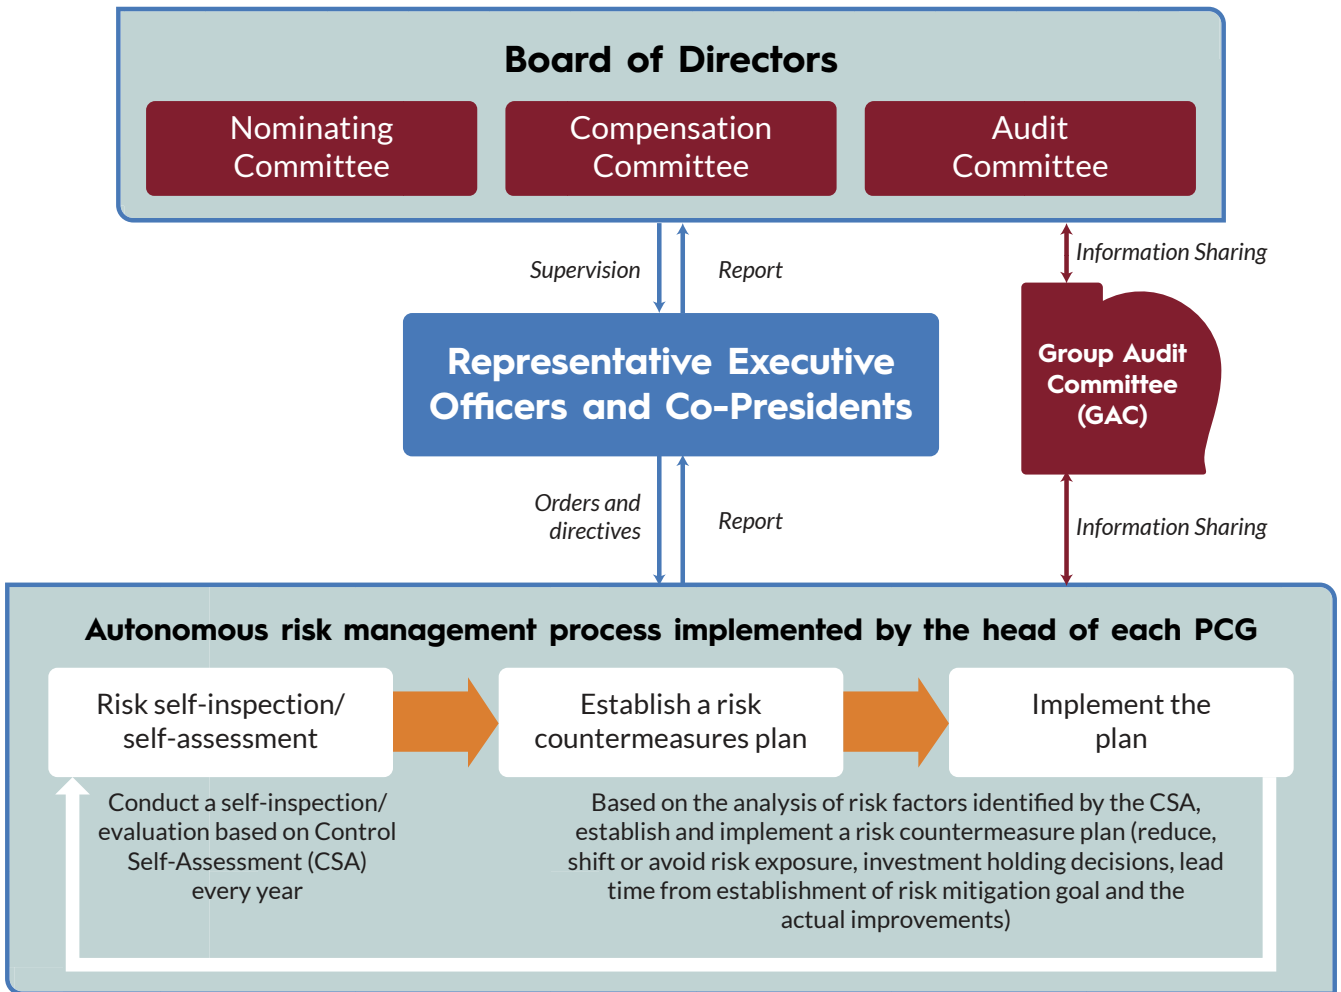 Board of Directors
Nominating
Committee
Compensation
Committee
Audit
Committee
Supervision
Report
Information Sharing
Representative Executive
Officers and Co-Presidents
Group Audit
Committee
(GAC)
Orders and
directives
Report
Information Sharing
Autonomous risk management process implemented by the head of each PCG
Risk self-inspection/
self-assessment
Establish a risk
countermeasures plan
Implement the
plan
Conduct a self-inspection/
evaluation based on Control
Self-Assessment (CSA)
every year
Based on the analysis of risk factors identified by the CSA,
establish and implement a risk countermeasure plan (reduce,
shift or avoid risk exposure, investment holding decisions, lead
time from establishment of risk mitigation goal and the
actual improvements)